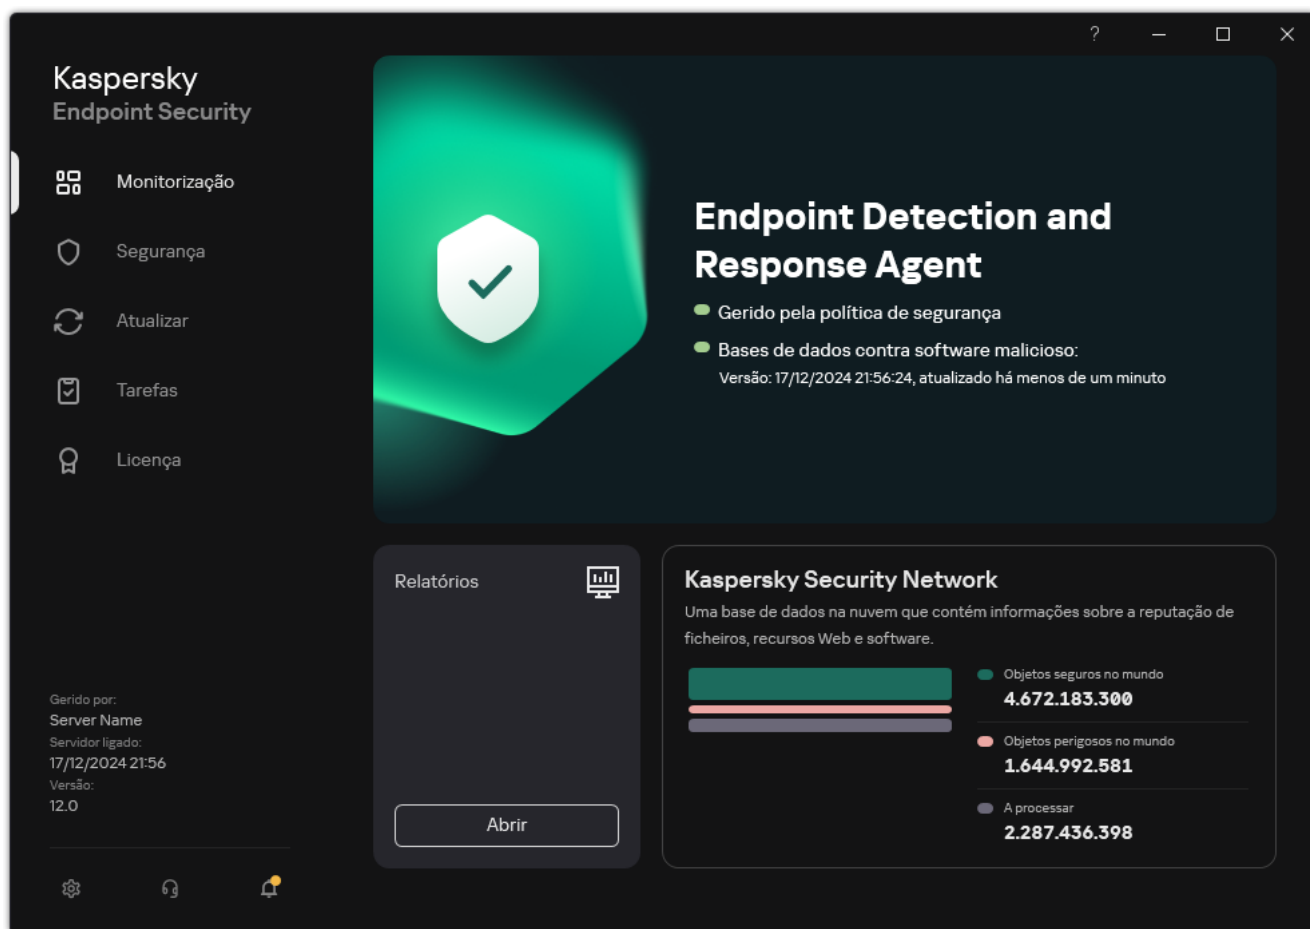 ?
Kaspersky
Endpoint Security
Monitorização
Segurança
Atualizar
Tarefas
Licença
Gerido por:
Server Name
Servidor ligado:
17/12/2024 21:56
Versão:
12.0
Endpoint Detection and
Response Agent
Gerido pela política de segurança
Bases de dados contra software malicioso:
Versão: 17/12/2024 21:56:24, atualizado há menos de um minuto
Relatórios
Abrir
Kaspersky Security Network
Uma base de dados na nuvem que contém informações sobre a reputação de
ficheiros, recursos Web e software.
Objetos seguros no mundo
4.672.183.300
Objetos perigosos no mundo
1.644.992.581
A processar
2.287.436.398